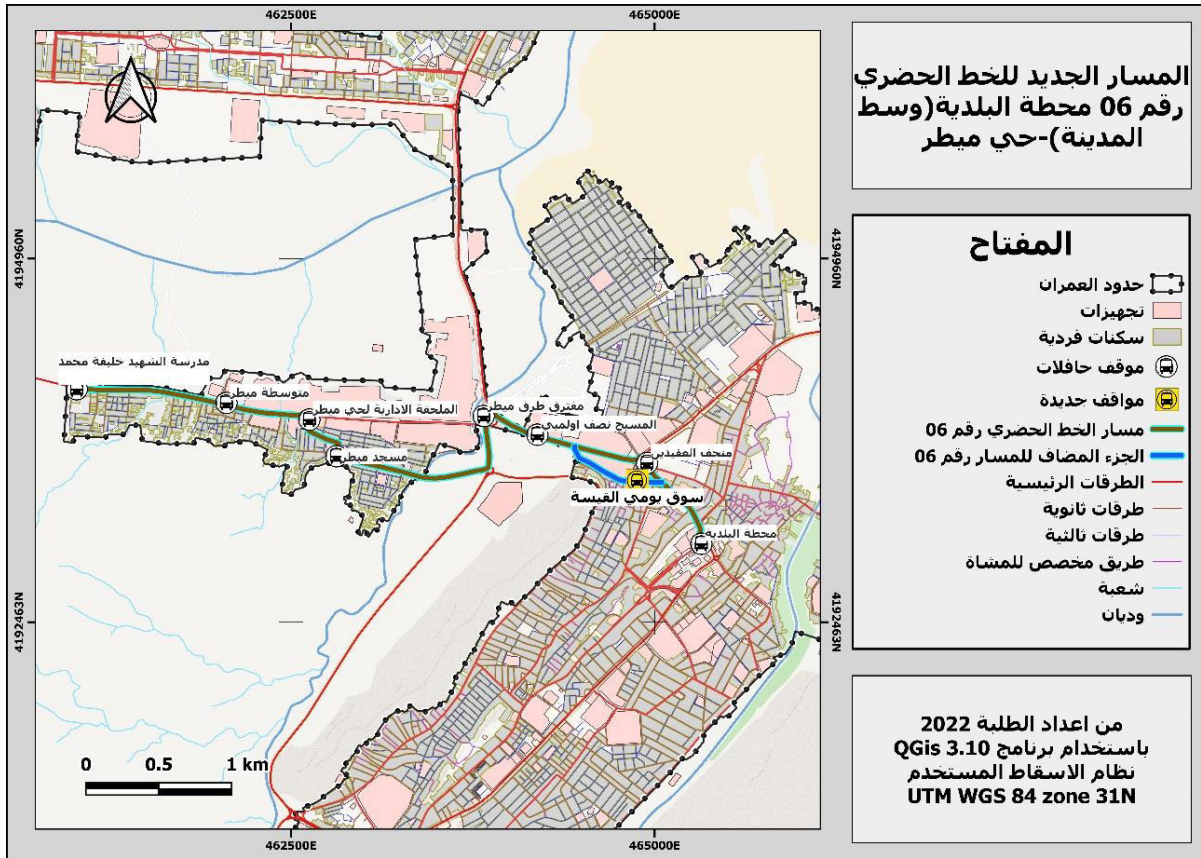 462500E
465000E
4194960N
4192463N
4194960N
4192463N
462500E
465000E
مدرسة الشهيد خليفة محمد
متوسطة ميطر
الملحقة الادارية لحي ميطر
مسجد ميطر
مفترق طرق ميطر
المسبح نصف اولمبي
متحف العقيدين
سوق يومي القيسة
محطة البلدية
0 0.5 1 km
المسار الجديد للخط الحضري
رقم 06 محطة البلدية(وسط
المدينة)-حي ميطر
المفتاح
حدود العمران
تجهيزات
سكنات فردية
موقف حافلات
مواقف جديدة
مسار الخط الحضري رقم 06
الجزء المضاف للمسار رقم 06
الطرقات الرئيسية
طرقات ثانوية
طرقات ثالثية
طريق مخصص للمشاة
شعبة
وديان
من اعداد الطلبة 2022
باستخدام برنامج QGis 3.10
نظام الاسقاط المستخدم
UTM WGS 84 zone 31N